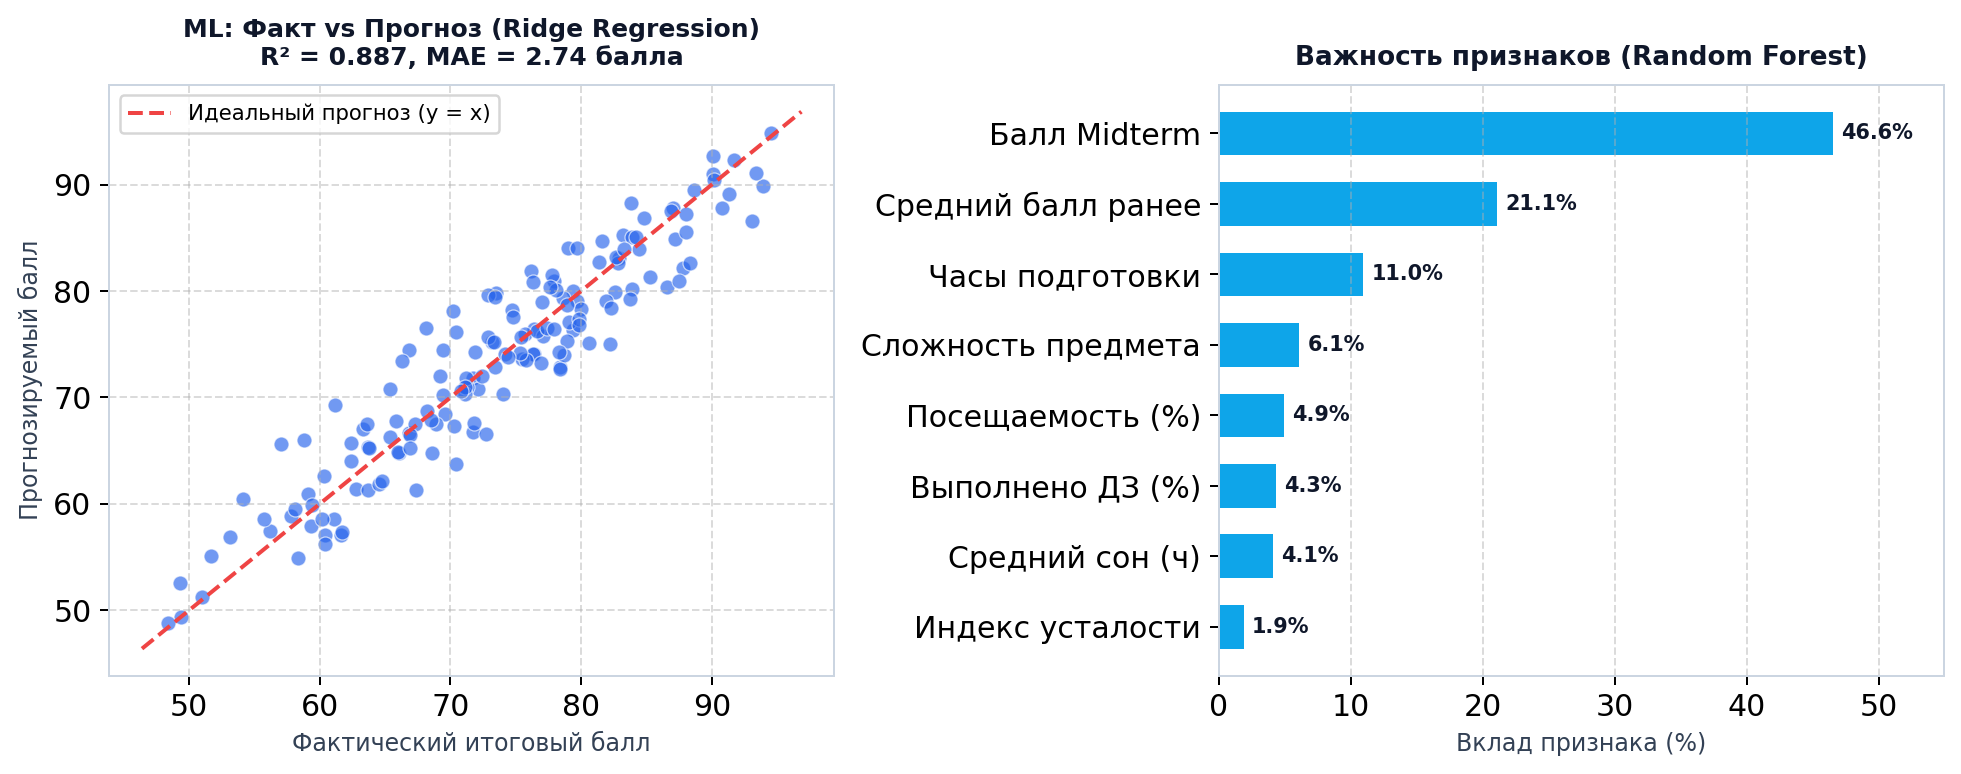 ML: Факт vs Прогноз (Ridge Regression)
R² = 0.887, MAE = 2.74 балла
Идеальный прогноз (y = x)
Прогнозируемый балл
90
80
70
60
50
50 60 70 80 90
Фактический итоговый балл
Важность признаков (Random Forest)
Балл Midterm 46.6%
Средний балл ранее 21.1%
Часы подготовки 11.0%
Сложность предмета 6.1%
Посещаемость (%) 4.9%
Выполнено ДЗ (%) 4.3%
Средний сон (ч) 4.1%
Индекс усталости 1.9%
0 10 20 30 40 50
Вклад признака (%)